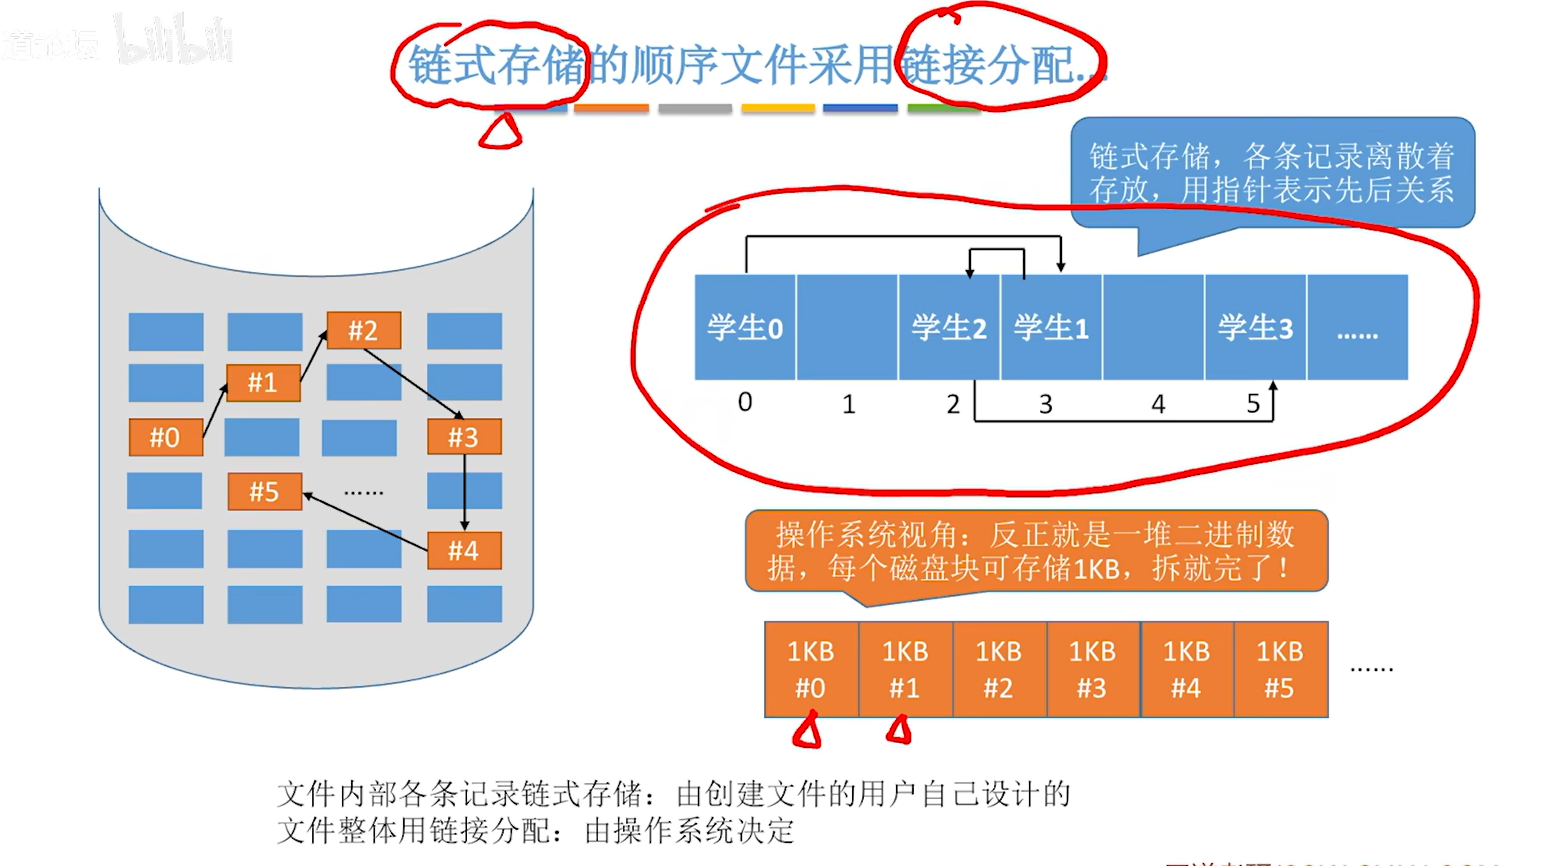 道论坛 bilibili
链式存储的顺序文件采用链接分配...
链式存储，各条记录离散着
存放，用指针表示先后关系
学生0 学生2 学生1 学生3 ……
0 1 2 3 4 5
#2
#1
#0 #3
#5 ……
#4
操作系统视角：反正就是一堆二进制数
据，每个磁盘块可存储1KB，拆就完了！
1KB 1KB 1KB 1KB 1KB 1KB
#0 #1 #2 #3 #4 #5 ……
文件内部各条记录链式存储：由创建文件的用户自己设计的
文件整体用链接分配：由操作系统决定